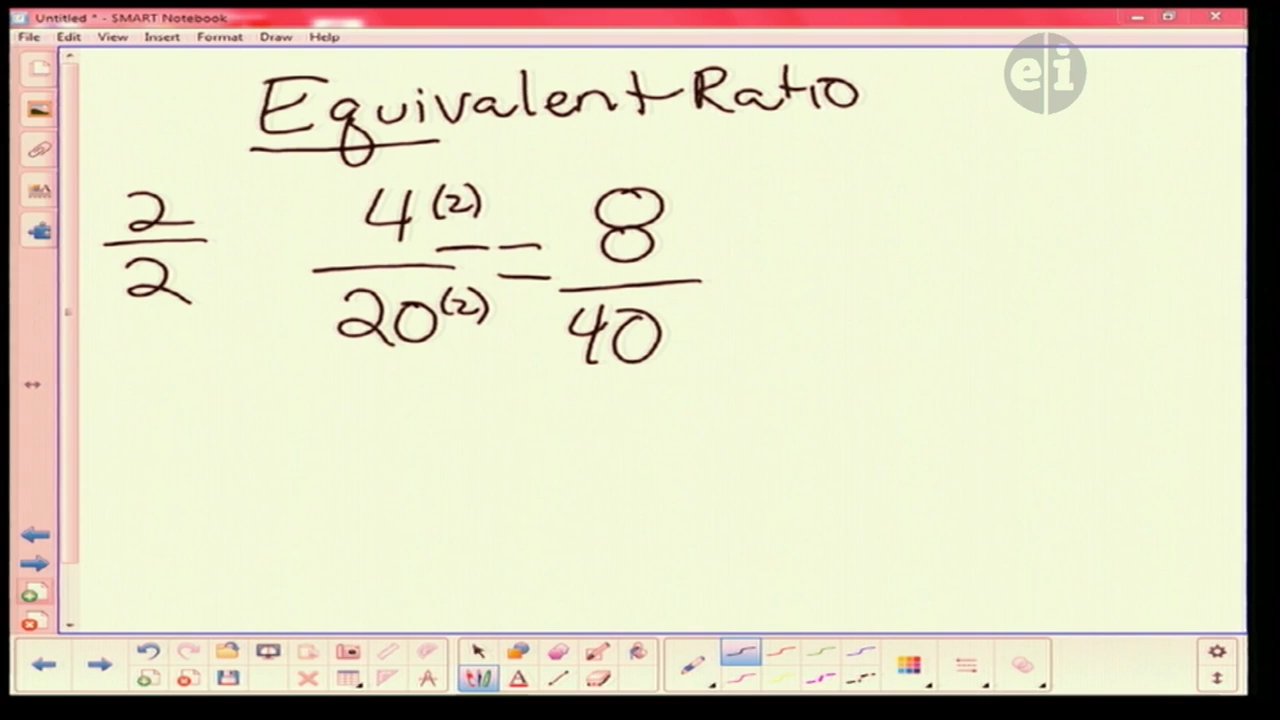 Untitled * - SMART Notebook
File Edit View Insert Format Draw Help
ei
Equivalent Ratio
2 4(2) = 8
2 20(2) 40